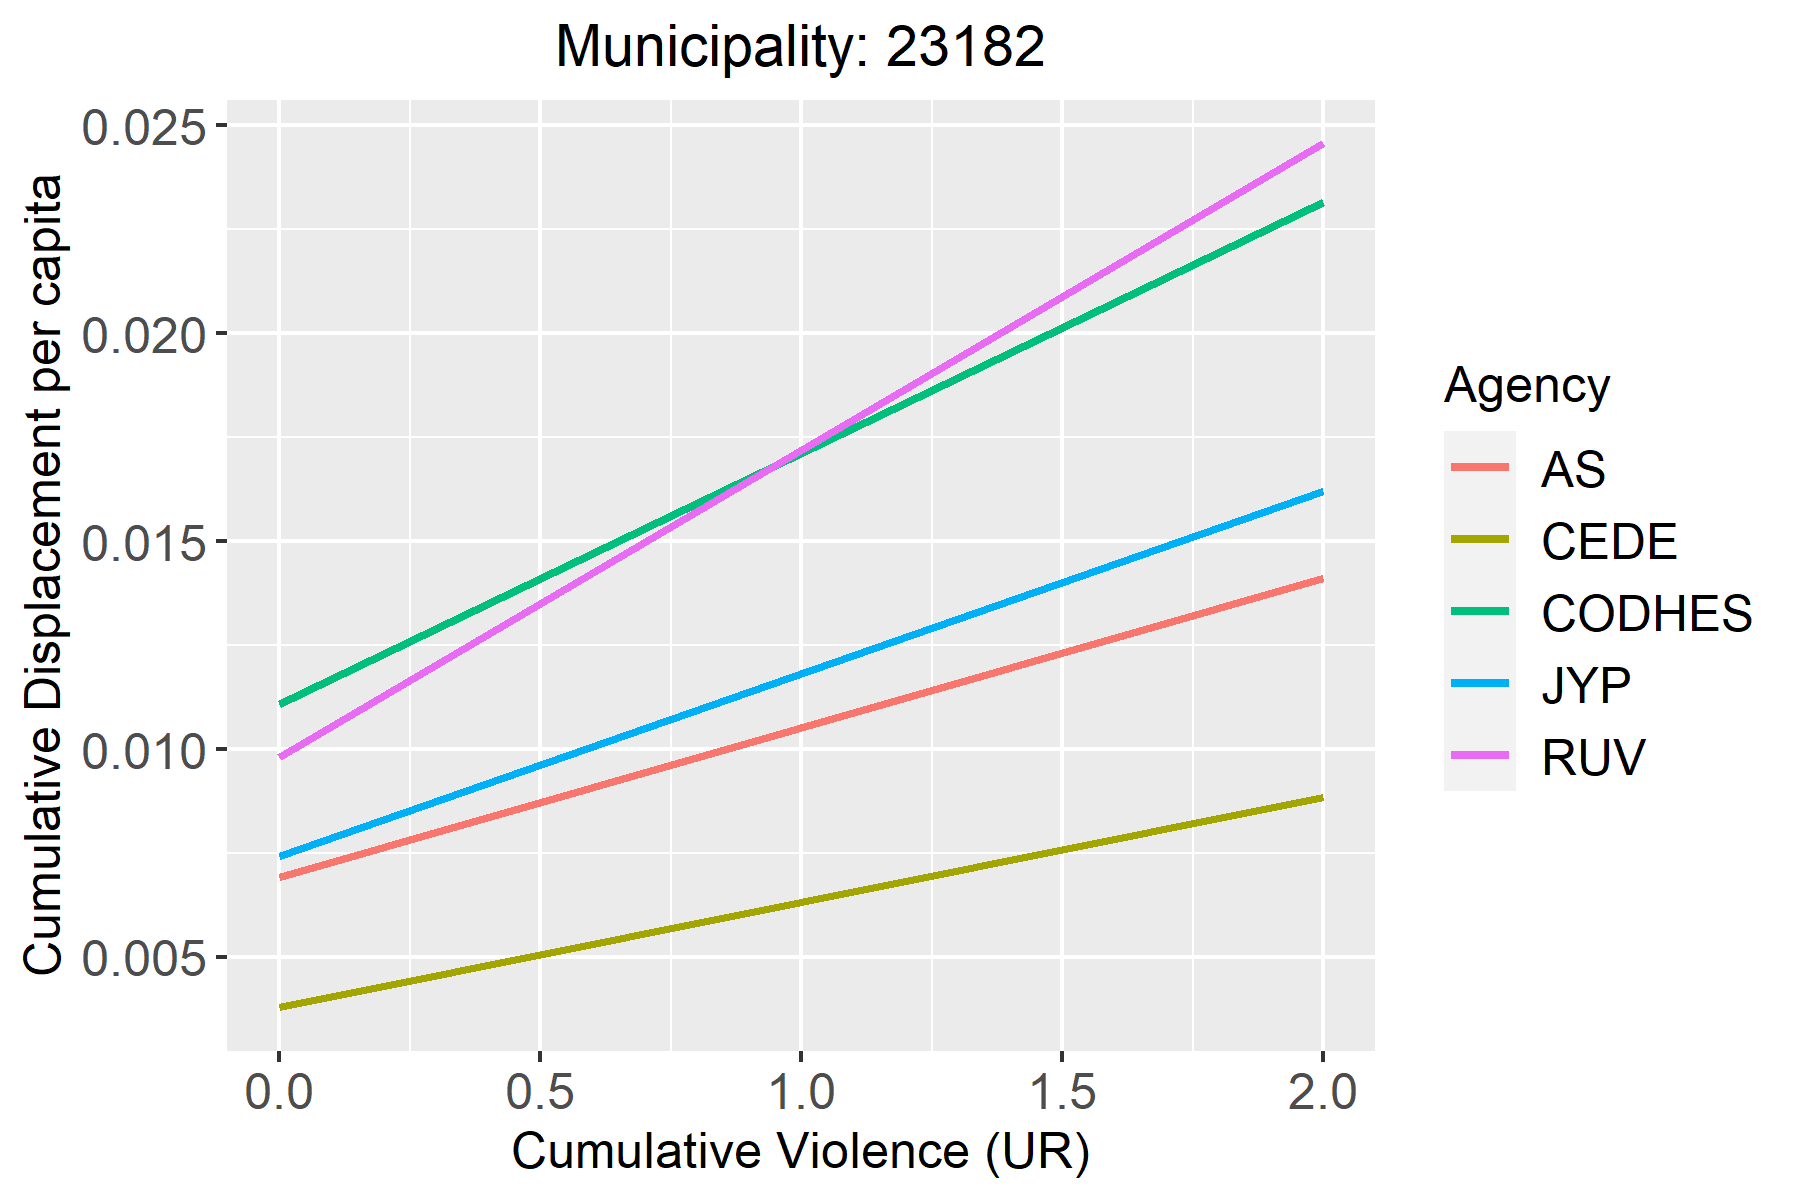 Municipality: 23182
Cumulative Displacement per capita
0.025
0.020
0.015
0.010
0.005
0.0 0.5 1.0 1.5 2.0
Cumulative Violence (UR)
Agency
AS
CEDE
CODHES
JYP
RUV